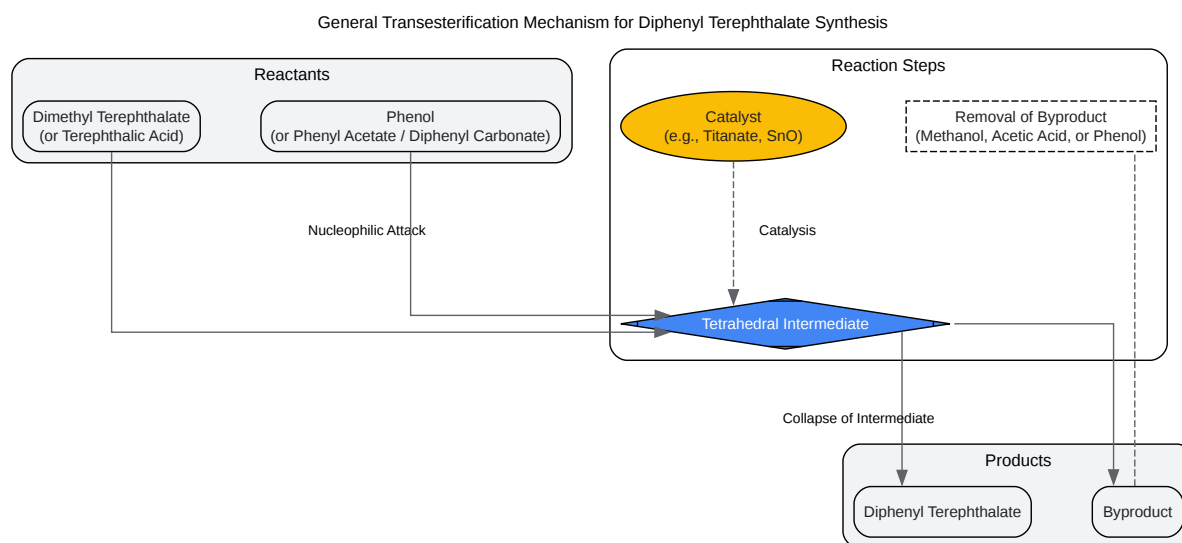 General Transesterification Mechanism for Diphenyl Terephthalate Synthesis
Reactants
Dimethyl Terephthalate
(or Terephthalic Acid)
Phenol
(or Phenyl Acetate / Diphenyl Carbonate)
Reaction Steps
Catalyst
(e.g., Titanate, SnO)
Removal of Byproduct
(Methanol, Acetic Acid, or Phenol)
Nucleophilic Attack
Catalysis
Tetrahedral Intermediate
Collapse of Intermediate
Products
Diphenyl Terephthalate
Byproduct